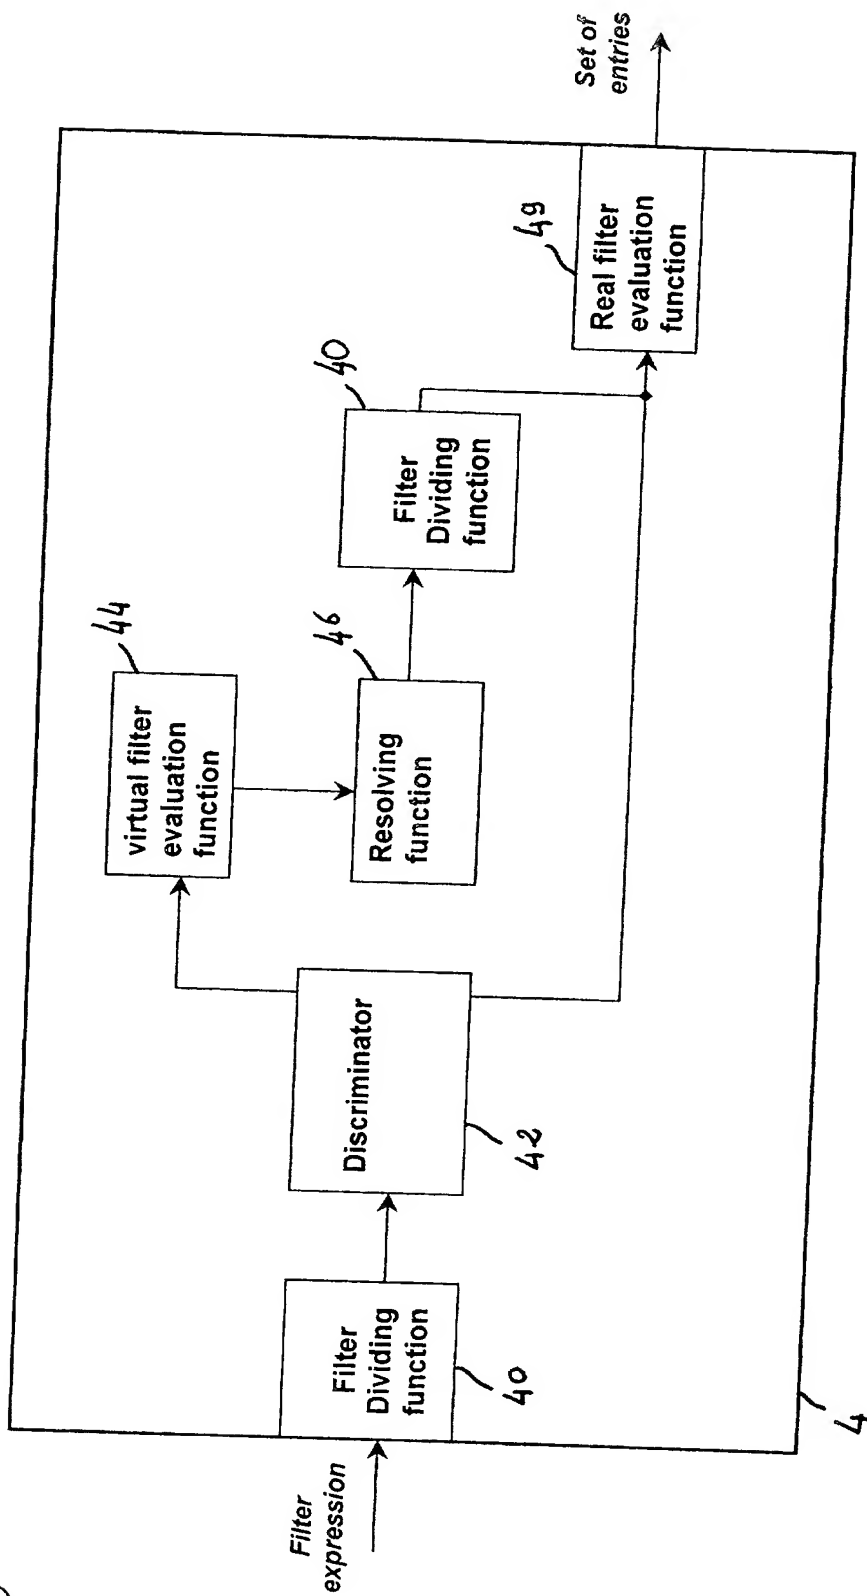 Filter
expression
Filter
Dividing
function
40
Discriminator
42
virtual filter
evaluation
function
44
Resolving
function
46
Filter
Dividing
function
40
Real filter
evaluation
function
49
Set of
entries
4